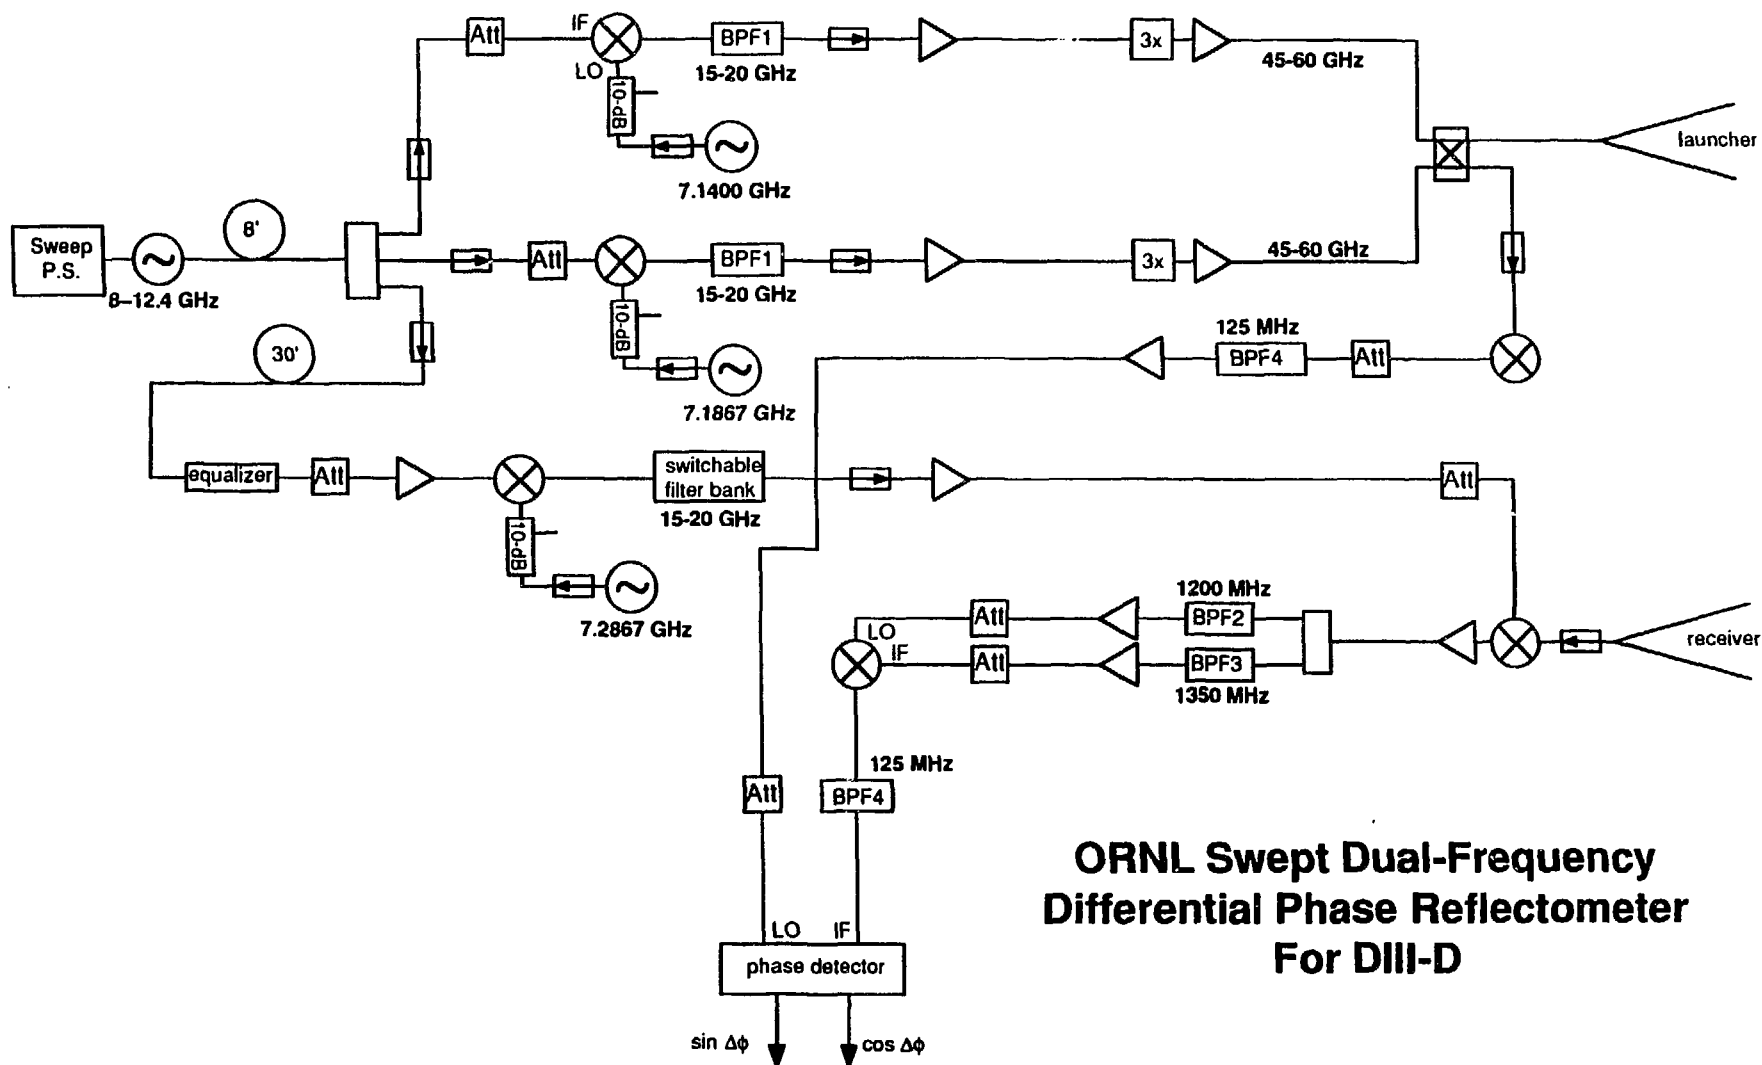 Att
IF
BPF1
3x
LO
15-20 GHz
45-60 GHz
10-dB
launcher
7.1400 GHz
8'
Sweep
P.S.
Att
BPF1
3x
45-60 GHz
8–12.4 GHz
15-20 GHz
10-dB
125 MHz
30'
BPF4
Att
7.1867 GHz
equalizer
Att
switchable
filter bank
Att
15-20 GHz
10-dB
1200 MHz
Att
BPF2
7.2867 GHz
LO
receiver
IF
Att
BPF3
1350 MHz
125 MHz
Att
BPF4
ORNL Swept Dual-Frequency
Differential Phase Reflectometer
For DIII-D
LO
IF
phase detector
sin Δϕ
cos Δϕ